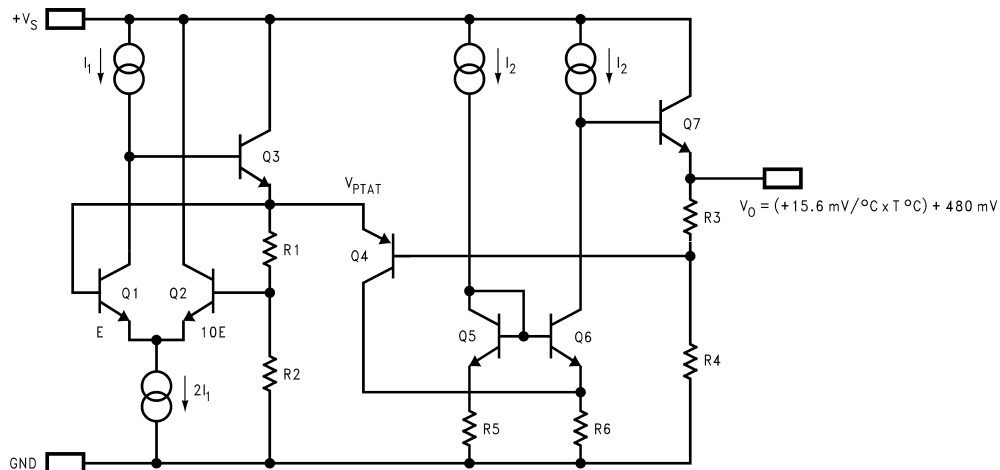 +VS
I1
I2
I2
Q7
Q3
VPTAT
VO = (+15.6 mV/°C x T °C) + 480 mV
R3
R1
Q4
Q1
Q2
E
10E
Q5
Q6
R4
R2
2I1
R5
R6
GND